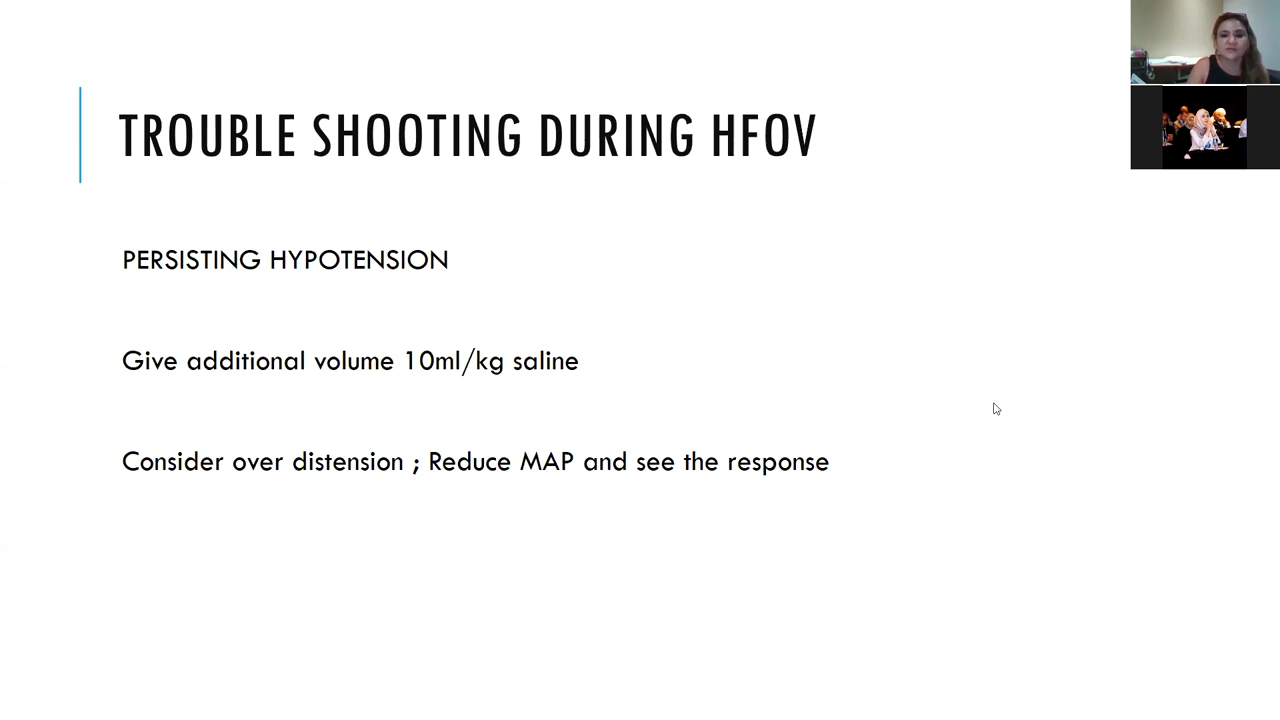 TROUBLE SHOOTING DURING HFOV
PERSISTING HYPOTENSION
Give additional volume 10ml/kg saline
Consider over distension ; Reduce MAP and see the response